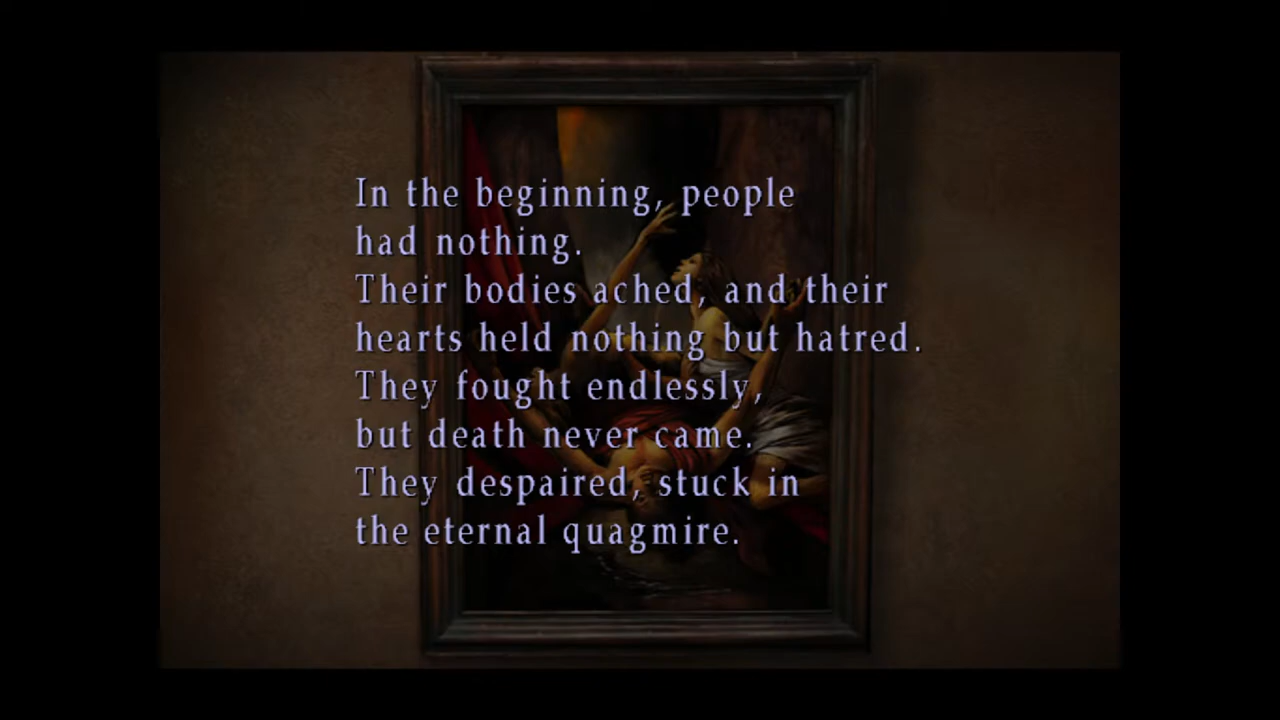 In the beginning, people
had nothing.
Their bodies ached, and their
hearts held nothing but hatred.
They fought endlessly,
but death never came.
They despaired, stuck in
the eternal quagmire.